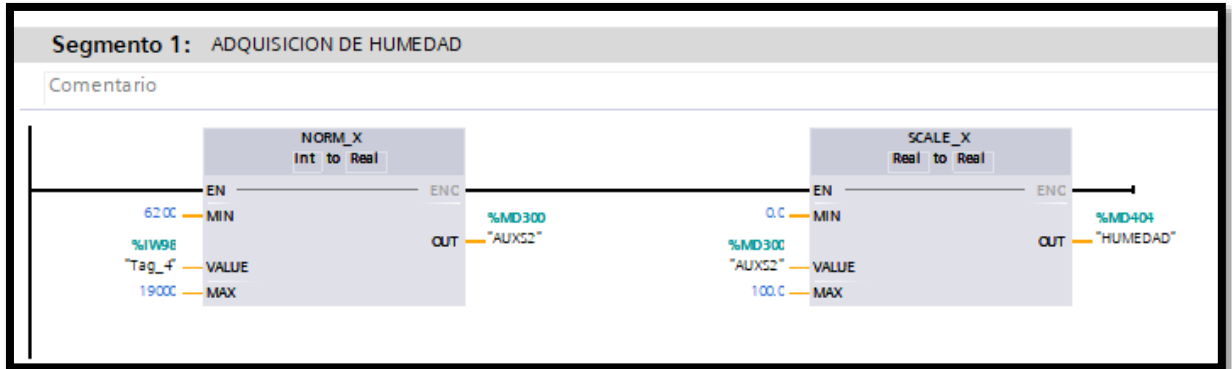 Segmento 1: ADQUISICION DE HUMEDAD
Comentario
NORM_X
Int to Real
EN
ENC
6200
MIN
%MD300
"AUXS2"
OUT
%IW98
"Tag_4"
VALUE
19000
MAX
SCALE_X
Real to Real
EN
ENC
0.0
MIN
%MD404
"HUMEDAD"
OUT
%MD300
"AUXS2"
VALUE
100.0
MAX